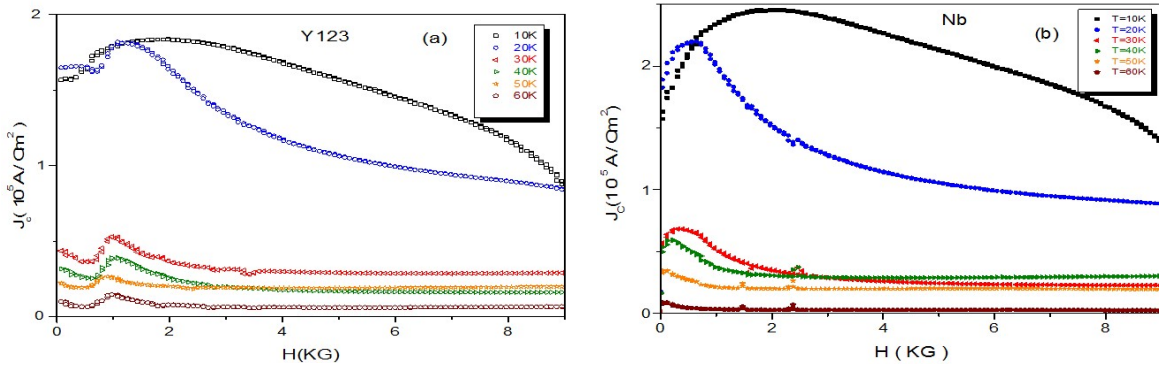 Y123
(a)
10K
20K
30K
40K
50K
60K
2
1
0
J_c(10^5 A/Cm^2)
0
2
4
6
8
H(KG)
Nb
(b)
T=10K
T=20K
T=30K
T=40K
T=50K
T=60K
2
1
0
J_C(10^5 A/Cm^2)
0
2
4
6
8
H ( KG )